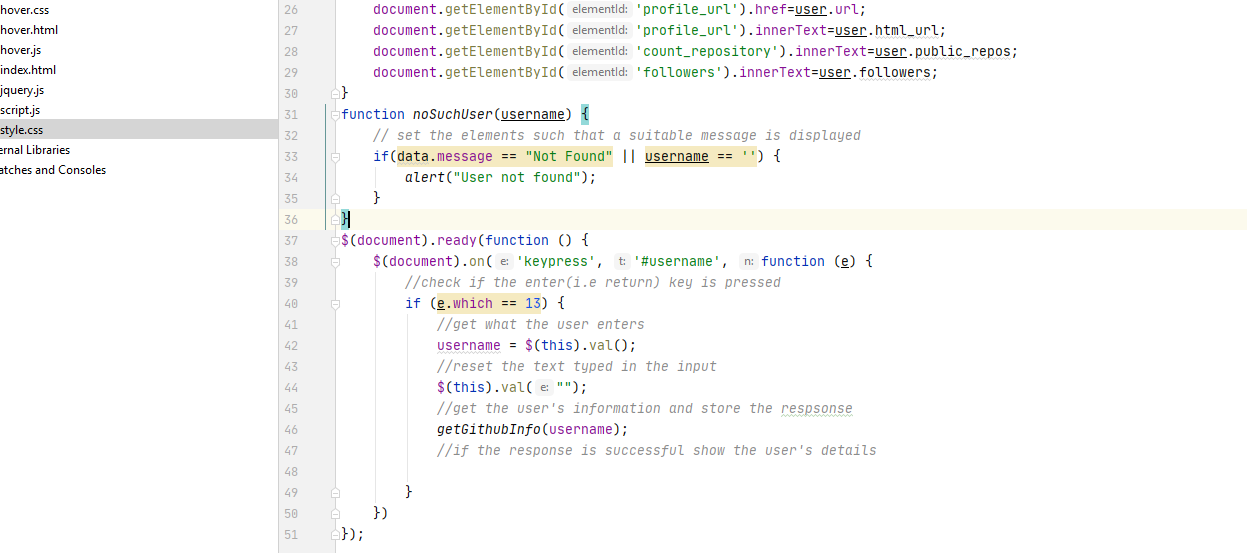 hover.css
hover.html
hover.js
index.html
jquery.js
script.js
style.css
ernal Libraries
atches and Consoles
26 document.getElementById( elementId: 'profile_url').href=user.url;
27 document.getElementById( elementId: 'profile_url').innerText=user.html_url;
28 document.getElementById( elementId: 'count_repository').innerText=user.public_repos;
29 document.getElementById( elementId: 'followers').innerText=user.followers;
30 }
31 function noSuchUser(username) {
32 // set the elements such that a suitable message is displayed
33 if(data.message == "Not Found" || username == '') {
34 alert("User not found");
35 }
36 }
37 $(document).ready(function () {
38 $(document).on( e: 'keypress', t: '#username', n: function (e) {
39 //check if the enter(i.e return) key is pressed
40 if (e.which == 13) {
41 //get what the user enters
42 username = $(this).val();
43 //reset the text typed in the input
44 $(this).val( e: "");
45 //get the user's information and store the respsonse
46 getGithubInfo(username);
47 //if the response is successful show the user's details
48
49 }
50 })
51 });